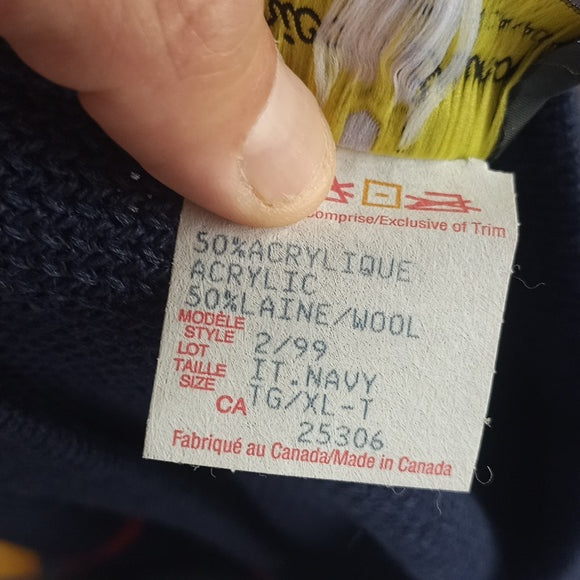 comprise/Exclusive of Trim
50%ACRYLIQUE
ACRYLIC
50%LAINE/WOOL
MODÈLE
STYLE 2/99
LOT IT.NAVY
TAILLE
SIZE TG/XL-T
CA 25306
Fabriqué au Canada/Made in Canada